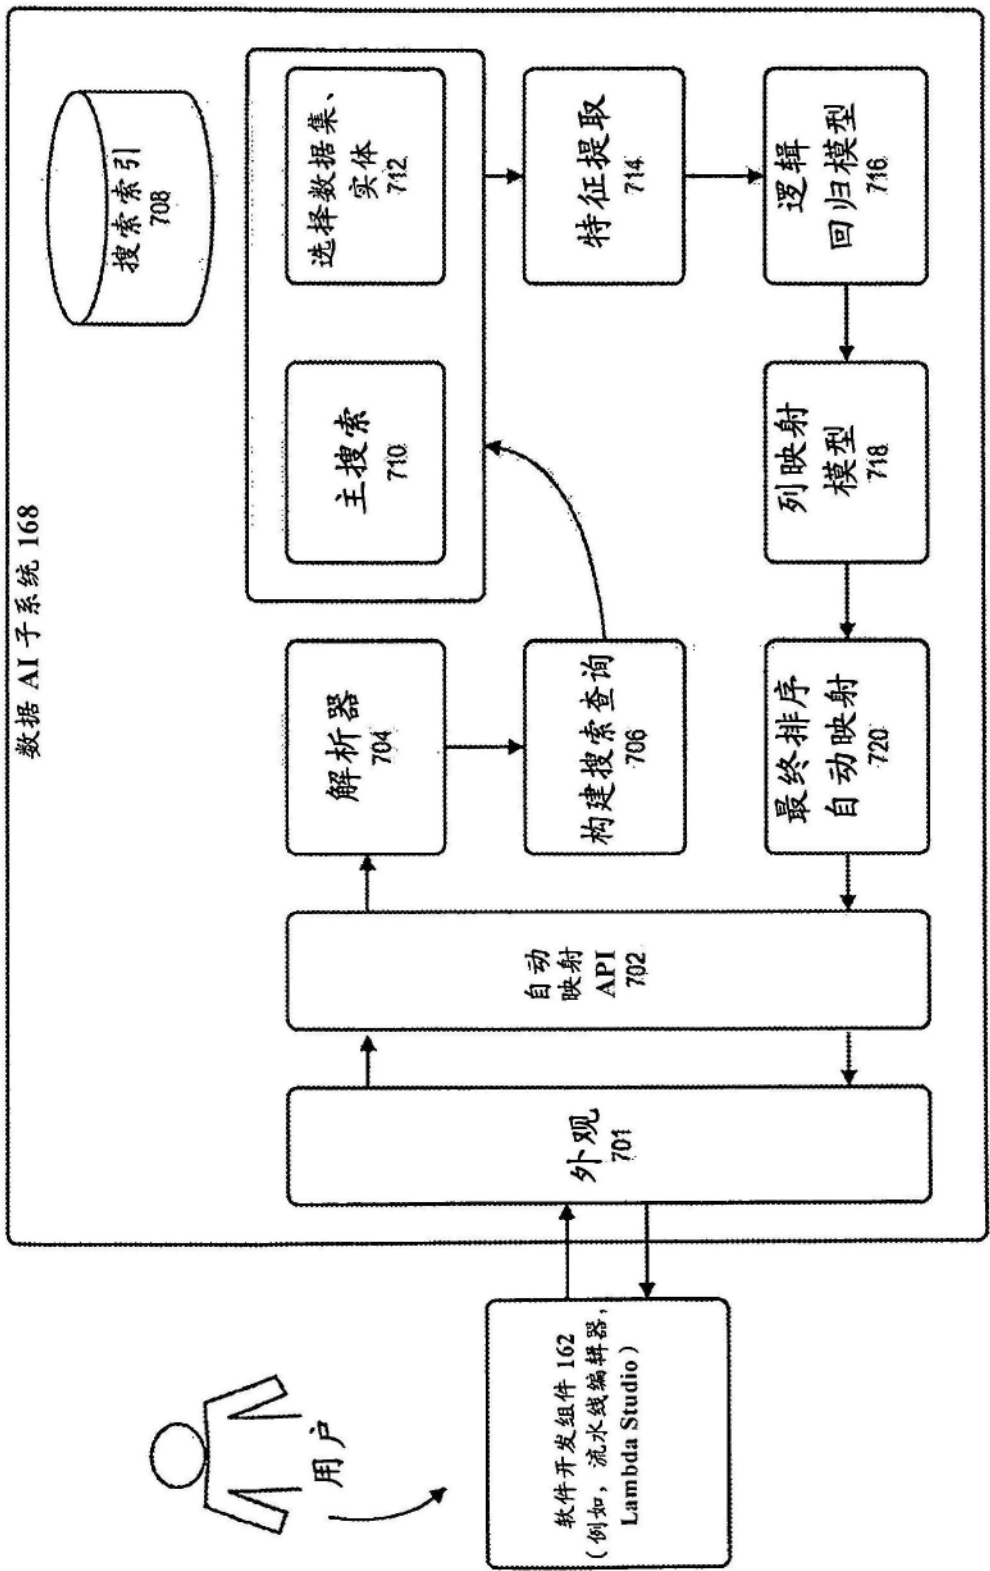 数据 AI 子系统 168
用户
软件开发组件 162
(例如，流水线编辑器，
Lambda Studio)
外观
701
自动
映射
API
702
解析器
704
构建搜索查询
706
搜索索引
708
主搜索
710
选择数据集、
实体
712
特征提取
714
逻辑
回归模型
716
列映射
模型
718
最终排序
自动映射
720